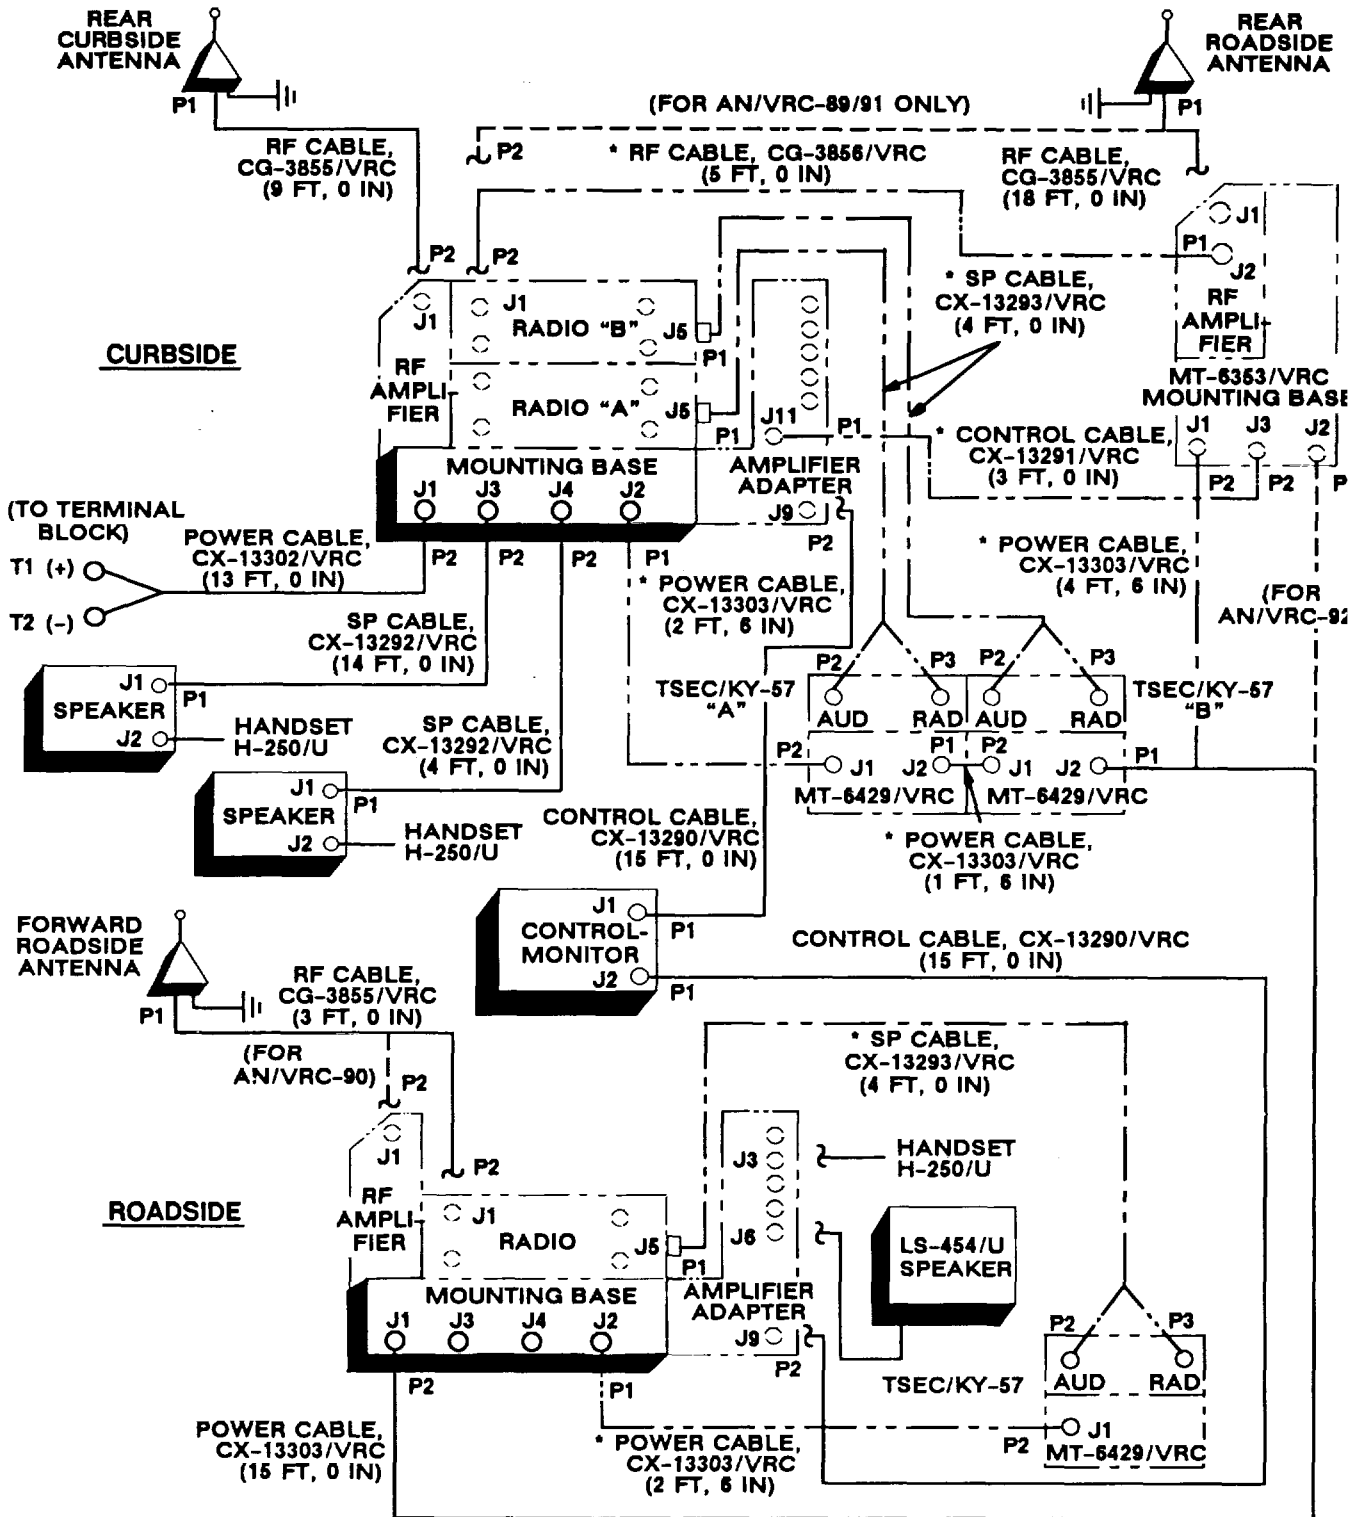 REAR
CURBSIDE
ANTENNA
P1
RF CABLE,
CG-3855/VRC
(9 FT, 0 IN)
(FOR AN/VRC-89/91 ONLY)
P2
* RF CABLE, CG-3856/VRC
(5 FT, 0 IN)
REAR
ROADSIDE
ANTENNA
P1
RF CABLE,
CG-3855/VRC
(18 FT, 0 IN)
P2
P2
J1
J1
RADIO "B"
J5
P1
RF
AMPLI-
FIER
RADIO "A"
J5
P1
CURBSIDE
* SP CABLE,
CX-13293/VRC
(4 FT, 0 IN)
J1
P1
J2
RF
AMPLI-
FIER
MT-6353/VRC
MOUNTING BASE
J1
J3
J2
P2
P2
P
J11
P1
* CONTROL CABLE,
CX-13291/VRC
(3 FT, 0 IN)
MOUNTING BASE
J1
J3
J4
J2
AMPLIFIER
ADAPTER
J9
P2
P2
P2
P2
P1
(TO TERMINAL
BLOCK)
T1 (+)
T2 (-)
POWER CABLE,
CX-13302/VRC
(13 FT, 0 IN)
* POWER CABLE,
CX-13303/VRC
(2 FT, 6 IN)
* POWER CABLE,
CX-13303/VRC
(4 FT, 6 IN)
(FOR
AN/VRC-92
SP CABLE,
CX-13292/VRC
(14 FT, 0 IN)
J1
P1
SPEAKER
J2
HANDSET
H-250/U
SP CABLE,
CX-13292/VRC
(4 FT, 0 IN)
J1
P1
SPEAKER
J2
HANDSET
H-250/U
P2
P3
P2
P3
TSEC/KY-57
"A"
AUD
RAD
AUD
RAD
TSEC/KY-57
"B"
P2
J1
P1
J2
P2
J1
J2
P1
MT-6429/VRC
MT-6429/VRC
* POWER CABLE,
CX-13303/VRC
(1 FT, 6 IN)
CONTROL CABLE,
CX-13290/VRC
(15 FT, 0 IN)
J1
P1
CONTROL-
MONITOR
J2
P1
CONTROL CABLE, CX-13290/VRC
(15 FT, 0 IN)
FORWARD
ROADSIDE
ANTENNA
P1
RF CABLE,
CG-3855/VRC
(3 FT, 0 IN)
(FOR
AN/VRC-90)
P2
* SP CABLE,
CX-13293/VRC
(4 FT, 0 IN)
J1
P2
ROADSIDE
RF
AMPLI-
FIER
J1
RADIO
J5
P1
J3
HANDSET
H-250/U
J6
LS-454/U
SPEAKER
MOUNTING BASE
J1
J3
J4
J2
AMPLIFIER
ADAPTER
J9
P2
P2
P1
P2
P3
TSEC/KY-57
AUD
RAD
J1
P2
MT-6429/VRC
POWER CABLE,
CX-13303/VRC
(15 FT, 0 IN)
* POWER CABLE,
CX-13303/VRC
(2 FT, 6 IN)